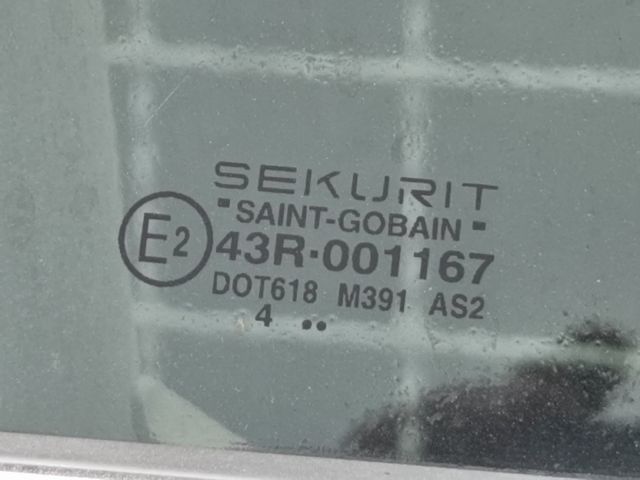 SEKURIT
"SAINT-GOBAIN"
E2
43R·001167
DOT618 M391 AS2
4 ..